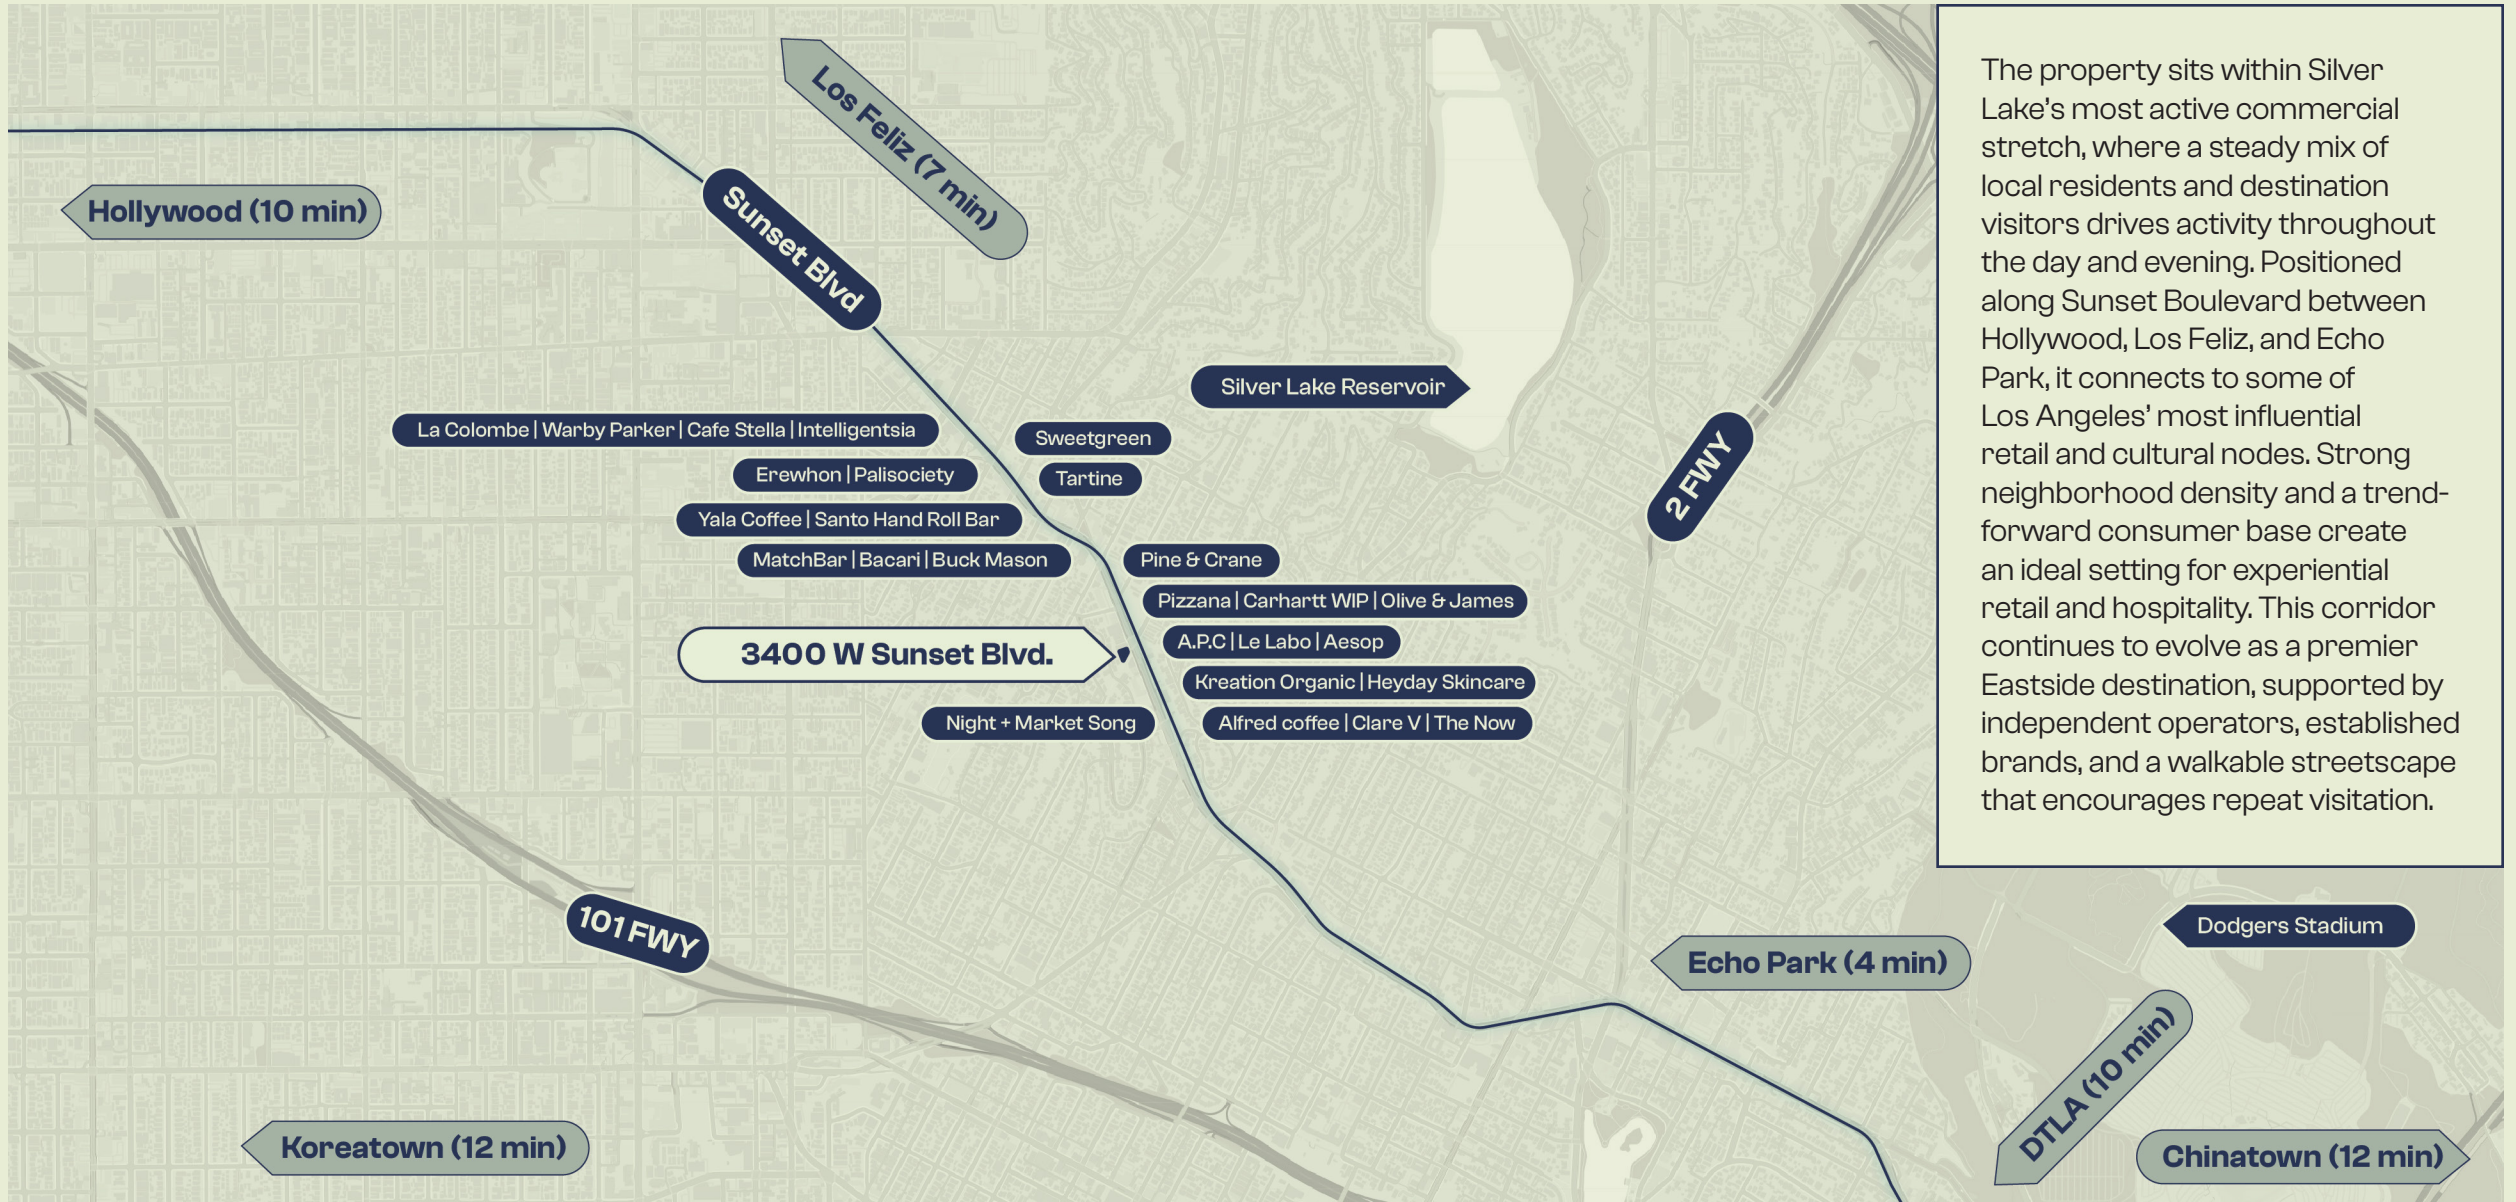 Los Feliz (7 min)
Hollywood (10 min)
Sunset Blvd
Silver Lake Reservoir
La Colombe | Warby Parker | Cafe Stella | Intelligentsia
Sweetgreen
Erewhon | Palisociety
Tartine
2 FWY
Yala Coffee | Santo Hand Roll Bar
MatchBar | Bacari | Buck Mason
Pine & Crane
Pizzana | Carhartt WIP | Olive & James
3400 W Sunset Blvd.
A.P.C | Le Labo | Aesop
Kreation Organic | Heyday Skincare
Night + Market Song
Alfred coffee | Clare V | The Now
101 FWY
Echo Park (4 min)
Dodgers Stadium
DTLA (10 min)
Koreatown (12 min)
Chinatown (12 min)
The property sits within Silver
Lake’s most active commercial
stretch, where a steady mix of
local residents and destination
visitors drives activity throughout
the day and evening. Positioned
along Sunset Boulevard between
Hollywood, Los Feliz, and Echo
Park, it connects to some of
Los Angeles’ most influential
retail and cultural nodes. Strong
neighborhood density and a trend-
forward consumer base create
an ideal setting for experiential
retail and hospitality. This corridor
continues to evolve as a premier
Eastside destination, supported by
independent operators, established
brands, and a walkable streetscape
that encourages repeat visitation.